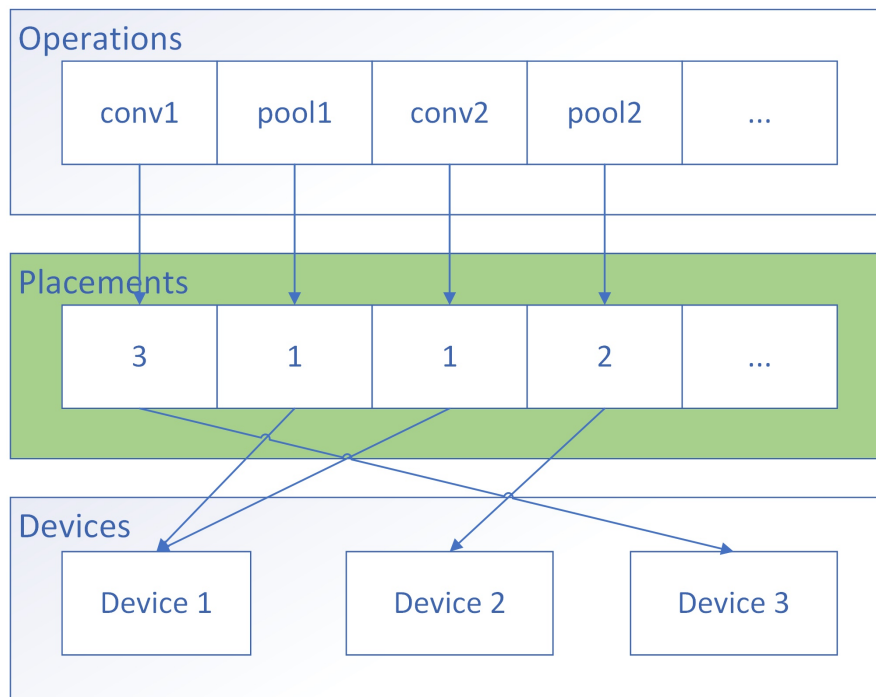 Operations
conv1 pool1 conv2 pool2 ...
Placements
3 1 1 2 ...
Devices
Device 1 Device 2 Device 3